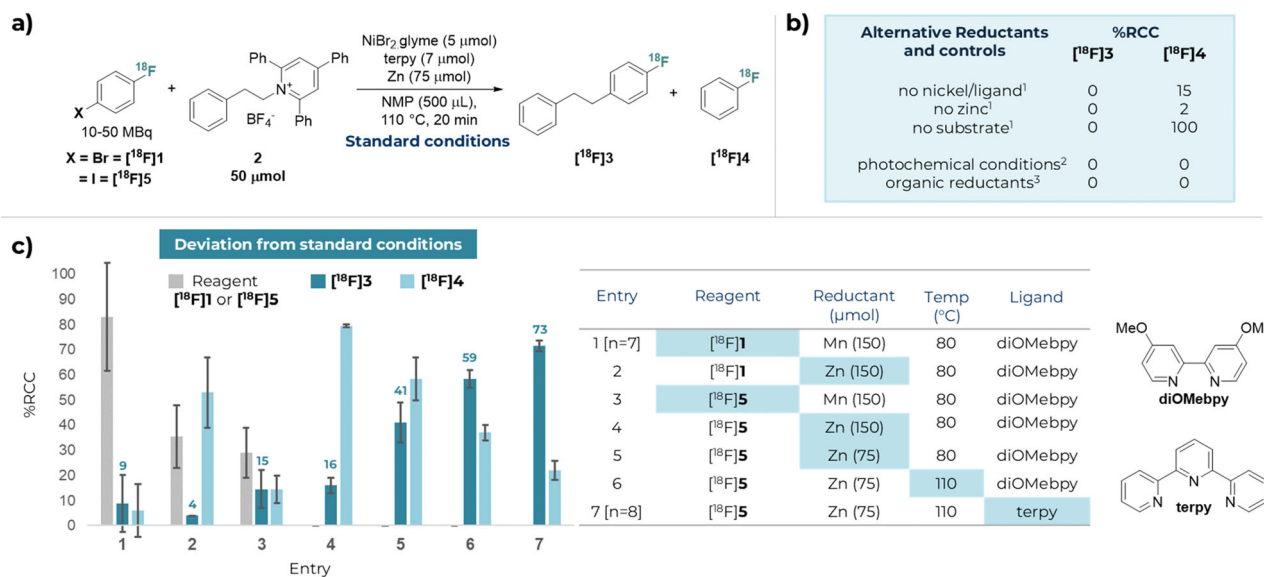 a)
X
18F
10-50 MBq
X = Br = [18F]1
= I = [18F]5
+
Ph
Ph
N+
Ph
BF4-
2
50 μmol
NiBr2 glyme (5 μmol)
terpy (7 μmol)
Zn (75 μmol)
NMP (500 μL),
110 °C, 20 min
Standard conditions
18F
[18F]3
+
18F
[18F]4
b)
Alternative Reductants and controls %RCC
[18F]3 [18F]4
no nickel/ligand1 0 15
no zinc1 0 2
no substrate1 0 100
photochemical conditions2 0 0
organic reductants3 0 0
c)
Deviation from standard conditions
Reagent [18F]1 or [18F]5
[18F]3
[18F]4
%RCC
100
90
80
70
60
50
40
30
20
10
0
9
4
15
16
41
59
73
1 2 3 4 5 6 7
Entry
Entry Reagent Reductant (μmol) Temp (°C) Ligand
1 [n=7] [18F]1 Mn (150) 80 diOMebpy
2 [18F]1 Zn (150) 80 diOMebpy
3 [18F]5 Mn (150) 80 diOMebpy
4 [18F]5 Zn (150) 80 diOMebpy
5 [18F]5 Zn (75) 80 diOMebpy
6 [18F]5 Zn (75) 110 diOMebpy
7 [n=8] [18F]5 Zn (75) 110 terpy
MeO
OM
N
N
diOMebpy
N
N
N
terpy